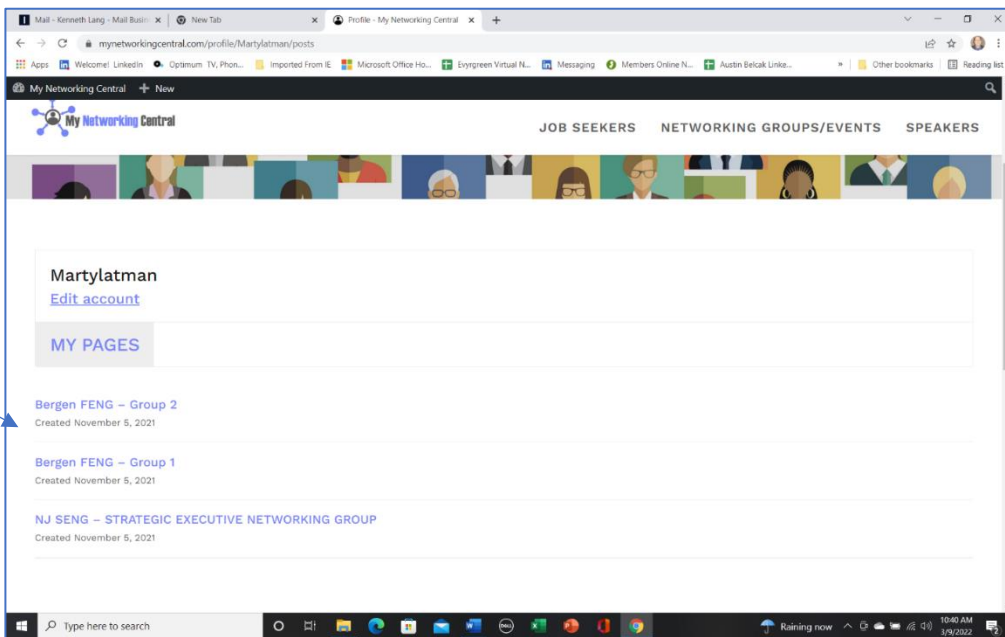 Mail - Kenneth Lang - Mail Busin
New Tab
Profile - My Networking Central
mynetworkingcentral.com/profile/Martylatman/posts
Apps
Welcome! LinkedIn
Optimum TV, Phon...
Imported From IE
Microsoft Office Ho...
Evyrgreen Virtual N...
Messaging
Members Online N...
Austin Belcak Linke...
»
Other bookmarks
Reading list
My Networking Central
+ New
My Networking Central
JOB SEEKERS
NETWORKING GROUPS/EVENTS
SPEAKERS
Martylatman
Edit account
MY PAGES
Bergen FENG – Group 2
Created November 5, 2021
Bergen FENG – Group 1
Created November 5, 2021
NJ SENG – STRATEGIC EXECUTIVE NETWORKING GROUP
Created November 5, 2021
Type here to search
DELL
Raining now
10:40 AM
3/9/2022
2